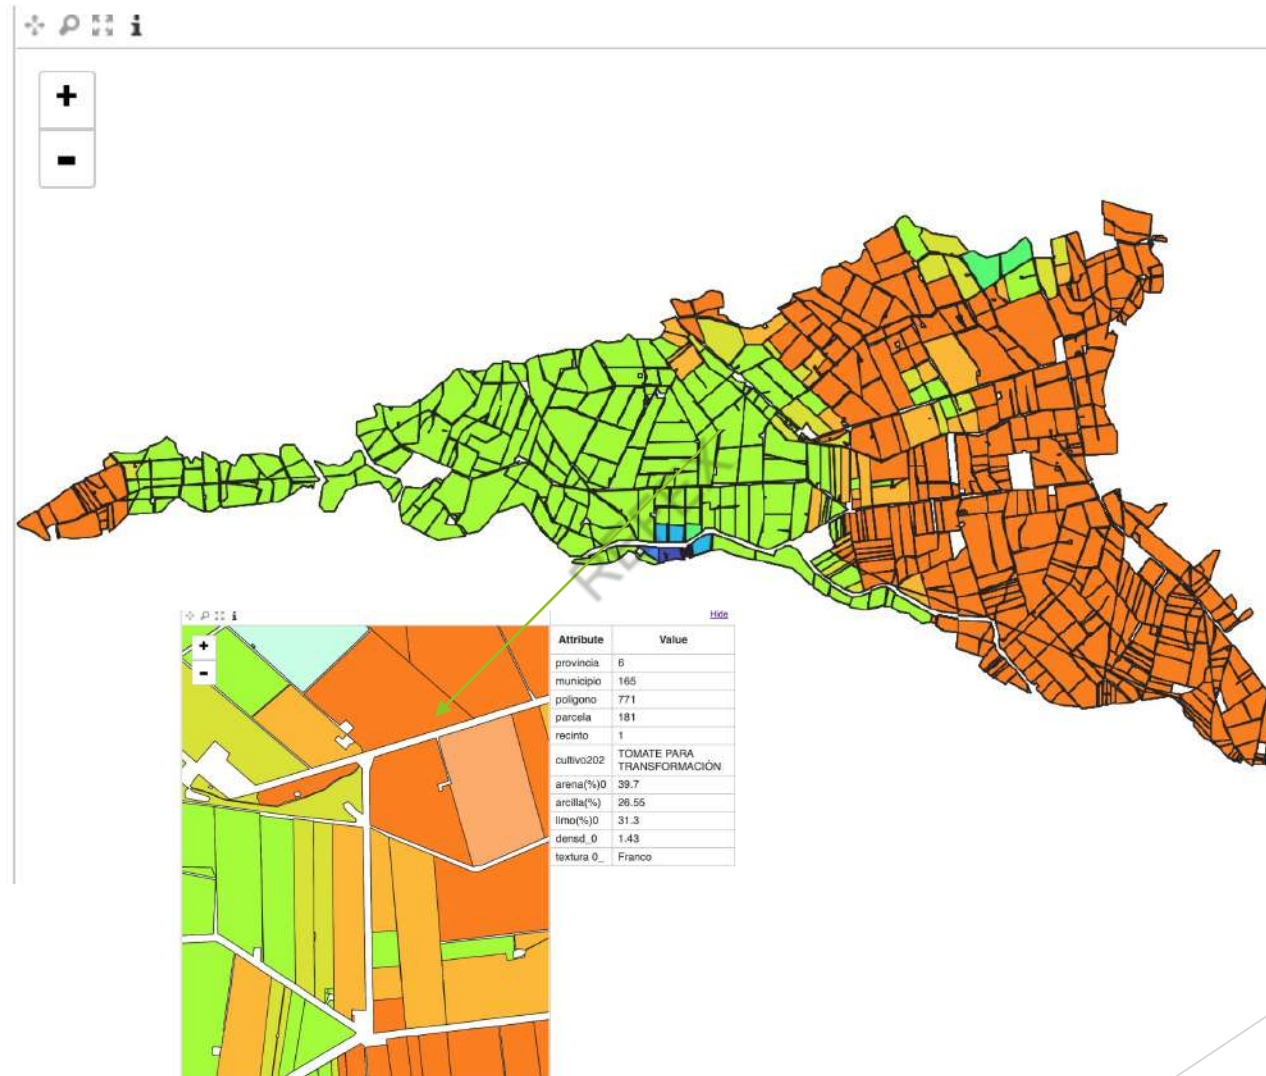 i
+
-
i
Hide
+
-
Attribute Value
provincia 6
municipio 165
poligono 771
parcela 181
recinto 1
cultivo202 TOMATE PARA TRANSFORMACIÓN
arena(%)0 39.7
arcilla(%) 26.55
limo(%)0 31.3
densd_0 1.43
textura 0_ Franco